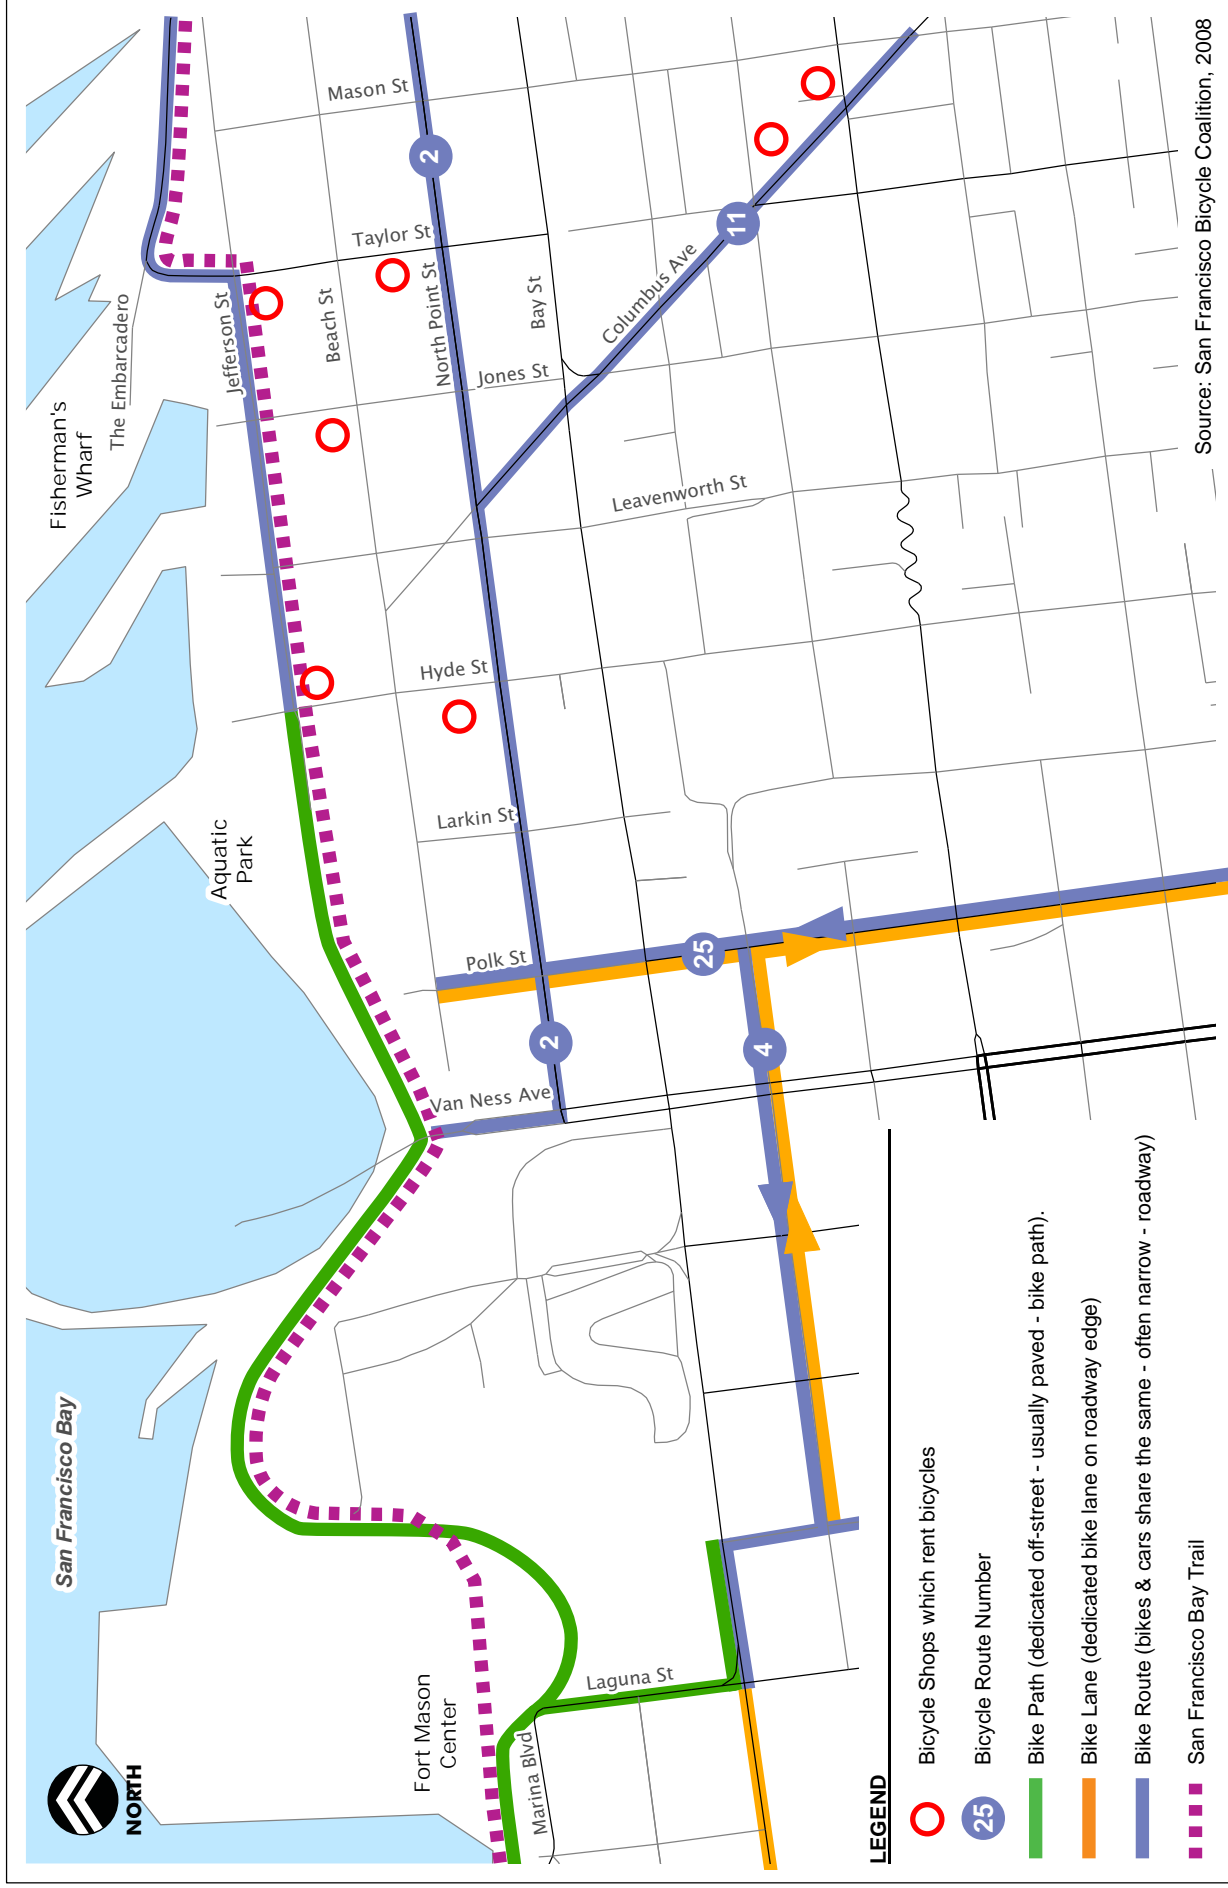 San Francisco Bay
Fisherman's
Wharf
The Embarcadero
Aquatic
Park
Fort Mason
Center
NORTH
Jefferson St
Beach St
North Point St
Bay St
Columbus Ave
Mason St
Taylor St
Jones St
Leavenworth St
Hyde St
Larkin St
Polk St
Van Ness Ave
Laguna St
Marina Blvd
2
11
2
25
4
LEGEND
Bicycle Shops which rent bicycles
25 Bicycle Route Number
Bike Path (dedicated off-street - usually paved - bike path).
Bike Lane (dedicated bike lane on roadway edge)
Bike Route (bikes & cars share the same - often narrow - roadway)
San Francisco Bay Trail
Source: San Francisco Bicycle Coalition, 2008